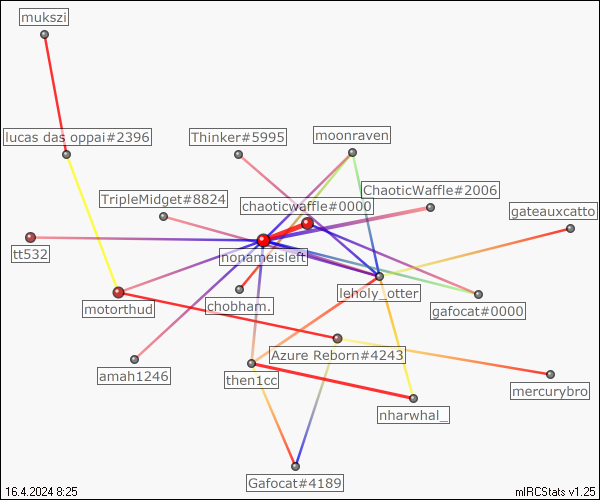 mukszi
lucas das oppai#2396
Thinker#5995
moonraven
TripleMidget#8824
ChaoticWaffle#2006
chaoticwaffle#0000
gateauxcatto
tt532
nonameisleft
leholy_otter
motorthud
chobham.
gafocat#0000
Azure Reborn#4243
amah1246
then1cc
mercurybro
nharwhal_
Gafocat#4189
16.4.2024 8:25
mIRCStats v1.25